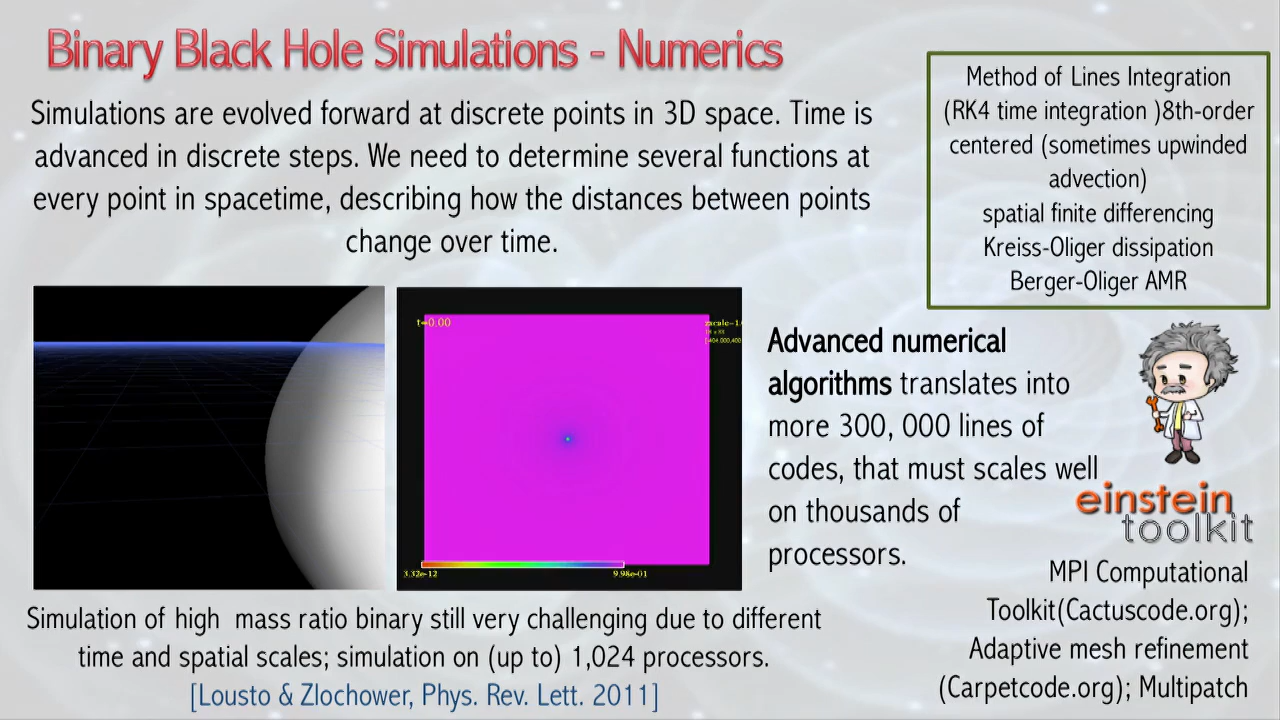 Binary Black Hole Simulations - Numerics
Simulations are evolved forward at discrete points in 3D space. Time is
advanced in discrete steps. We need to determine several functions at
every point in spacetime, describing how the distances between points
change over time.
Method of Lines Integration
(RK4 time integration )8th-order
centered (sometimes upwinded
advection)
spatial finite differencing
Kreiss-Oliger dissipation
Berger-Oliger AMR
t=0.00
3.32e-12
9.98e-01
Advanced numerical
algorithms translates into
more 300, 000 lines of
codes, that must scales well
on thousands of
processors.
einstein
toolkit
MPI Computational
Toolkit(Cactuscode.org);
Adaptive mesh refinement
(Carpetcode.org); Multipatch
Simulation of high mass ratio binary still very challenging due to different
time and spatial scales; simulation on (up to) 1,024 processors.
[Lousto & Zlochower, Phys. Rev. Lett. 2011]